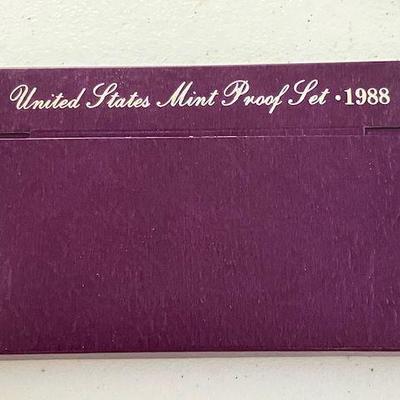 United States Mint Proof Set · 1988